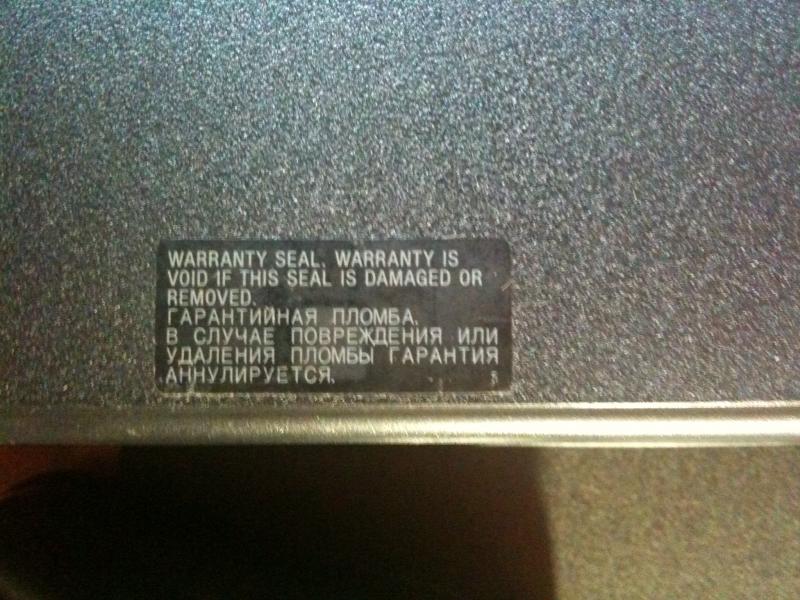 WARRANTY SEAL. WARRANTY IS
VOID IF THIS SEAL IS DAMAGED OR
REMOVED.
ГАРАНТИЙНАЯ ПЛОМБА.
В СЛУЧАЕ ПОВРЕЖДЕНИЯ ИЛИ
УДАЛЕНИЯ ПЛОМБЫ ГАРАНТИЯ
АННУЛИРУЕТСЯ.